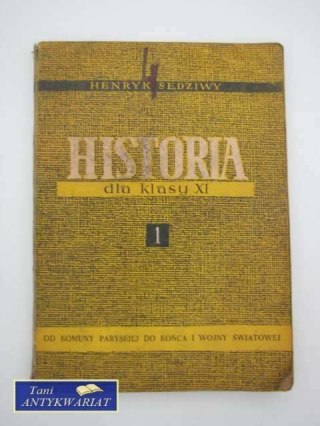 HENRYK SĘDZIWY
HISTORIA
dla klasy XI
1
OD KOMUNY PARYSKIEJ DO KOŃCA I WOJNY ŚWIATOWEJ
Tani
ANTYKWARIAT